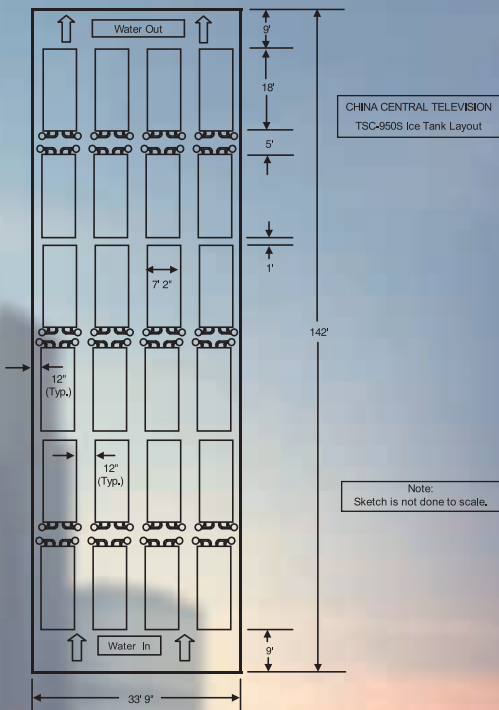 Water Out
9'
18'
CHINA CENTRAL TELEVISION
TSC-950S Ice Tank Layout
5'
1'
7' 2"
142'
12"
(Typ.)
12"
(Typ.)
Note:
Sketch is not done to scale.
Water In
9'
33' 9"